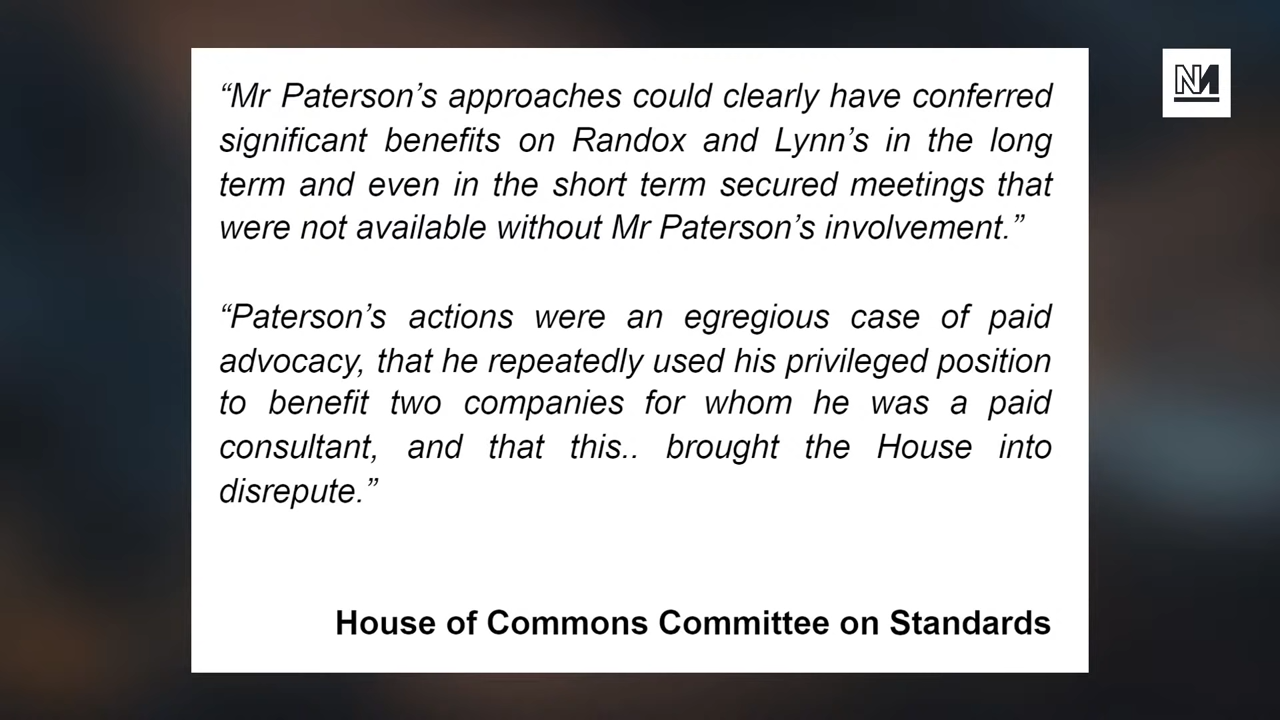 “Mr Paterson’s approaches could clearly have conferred
significant benefits on Randox and Lynn’s in the long
term and even in the short term secured meetings that
were not available without Mr Paterson’s involvement.”
“Paterson’s actions were an egregious case of paid
advocacy, that he repeatedly used his privileged position
to benefit two companies for whom he was a paid
consultant, and that this.. brought the House into
disrepute.”
House of Commons Committee on Standards
NM